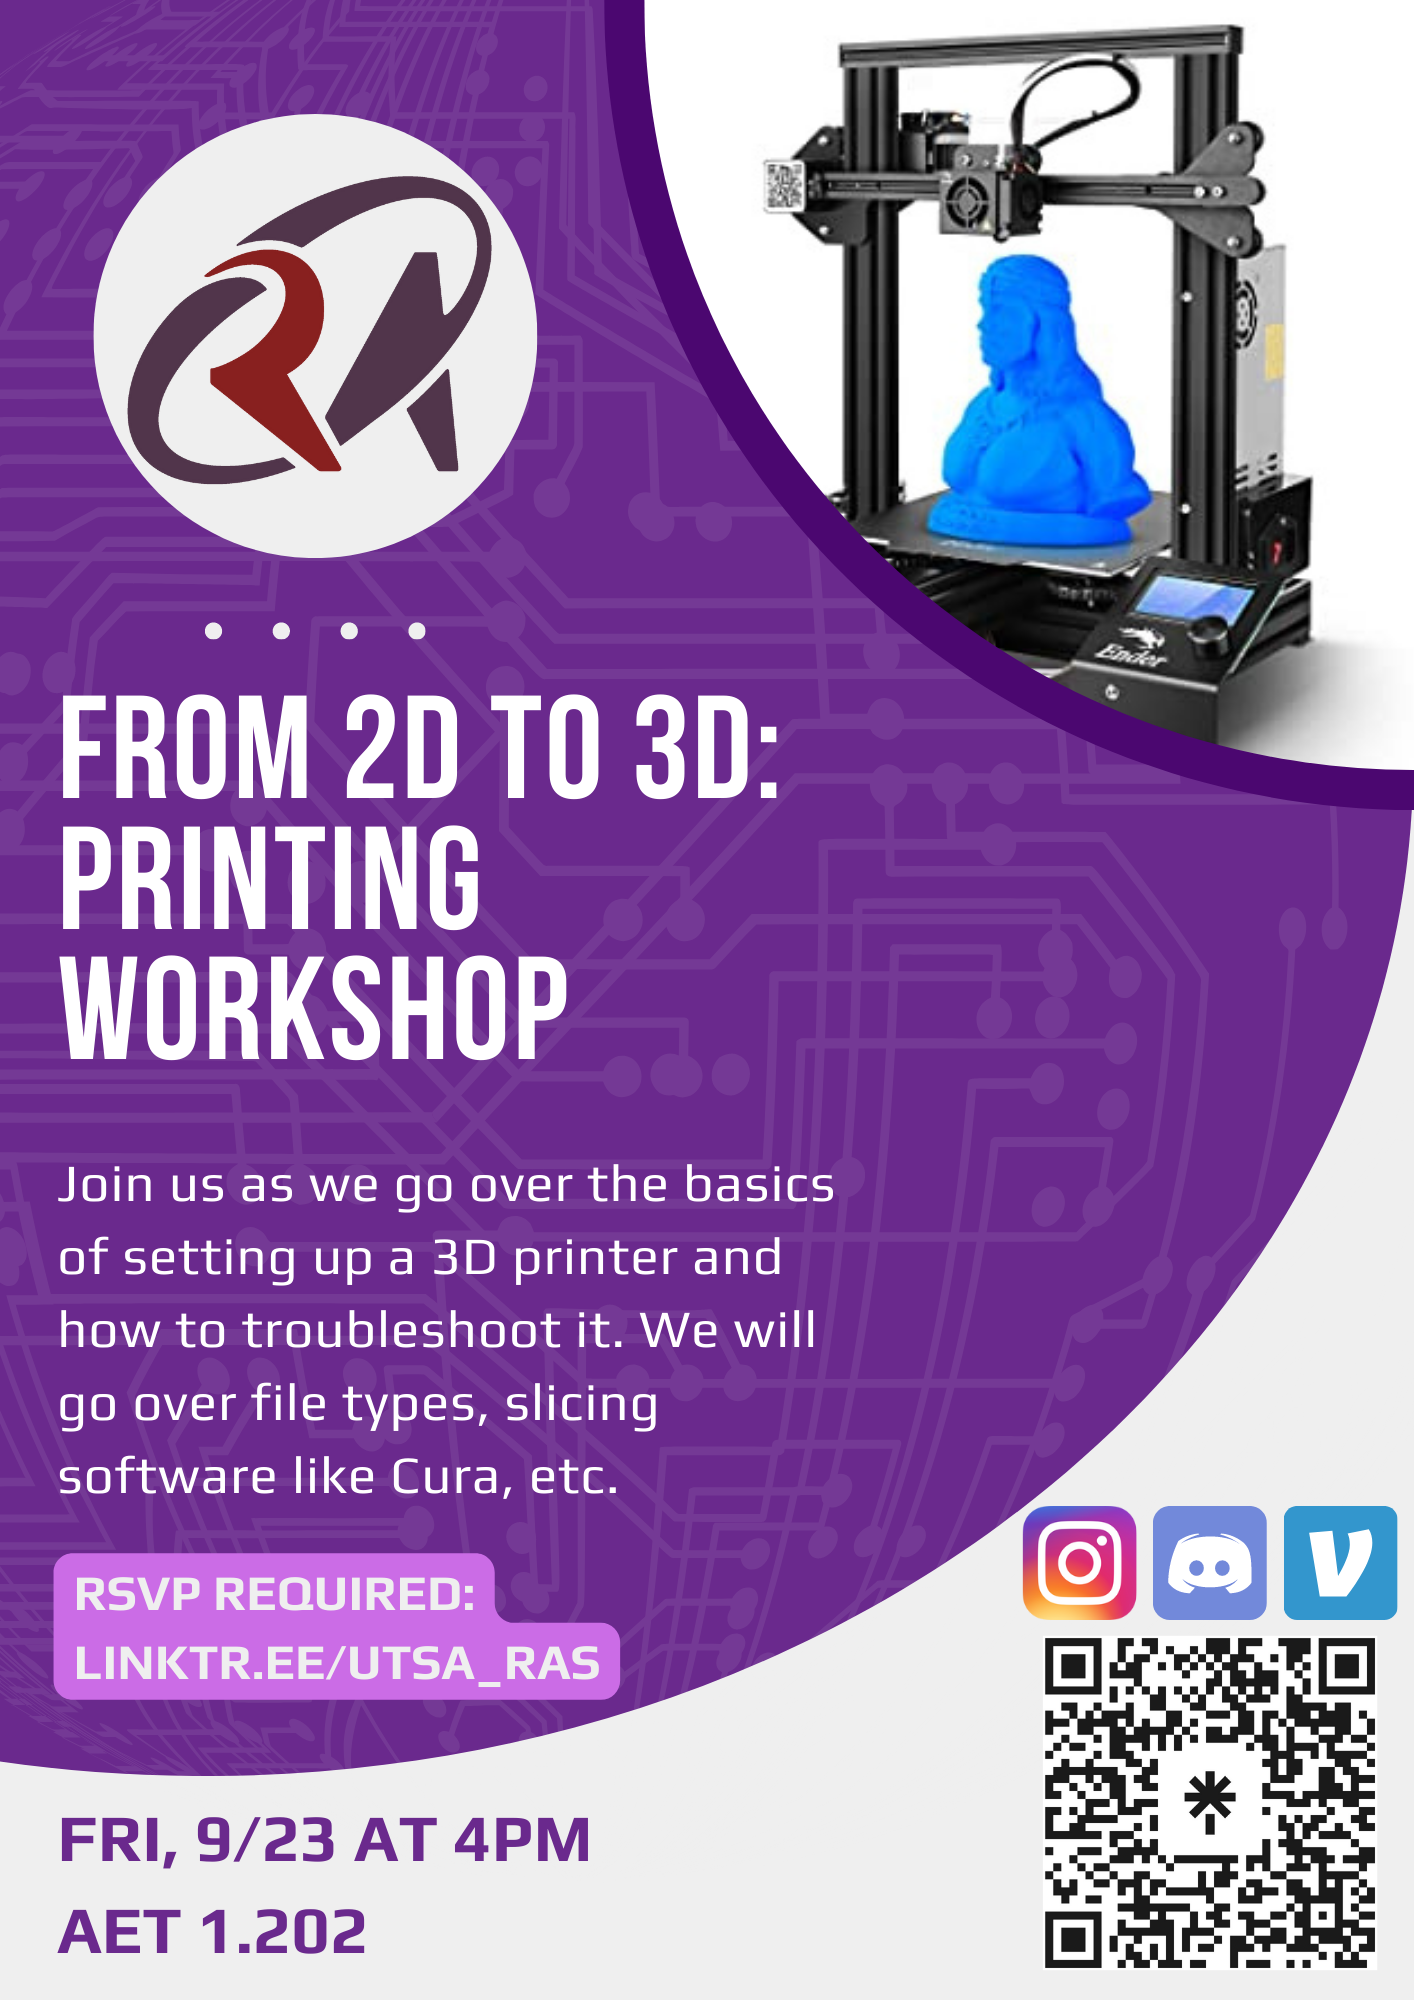 FROM 2D TO 3D:
PRINTING
WORKSHOP
Join us as we go over the basics
of setting up a 3D printer and
how to troubleshoot it. We will
go over file types, slicing
software like Cura, etc.
RSVP REQUIRED:
LINKTR.EE/UTSA_RAS
FRI, 9/23 AT 4PM
AET 1.202
Ender